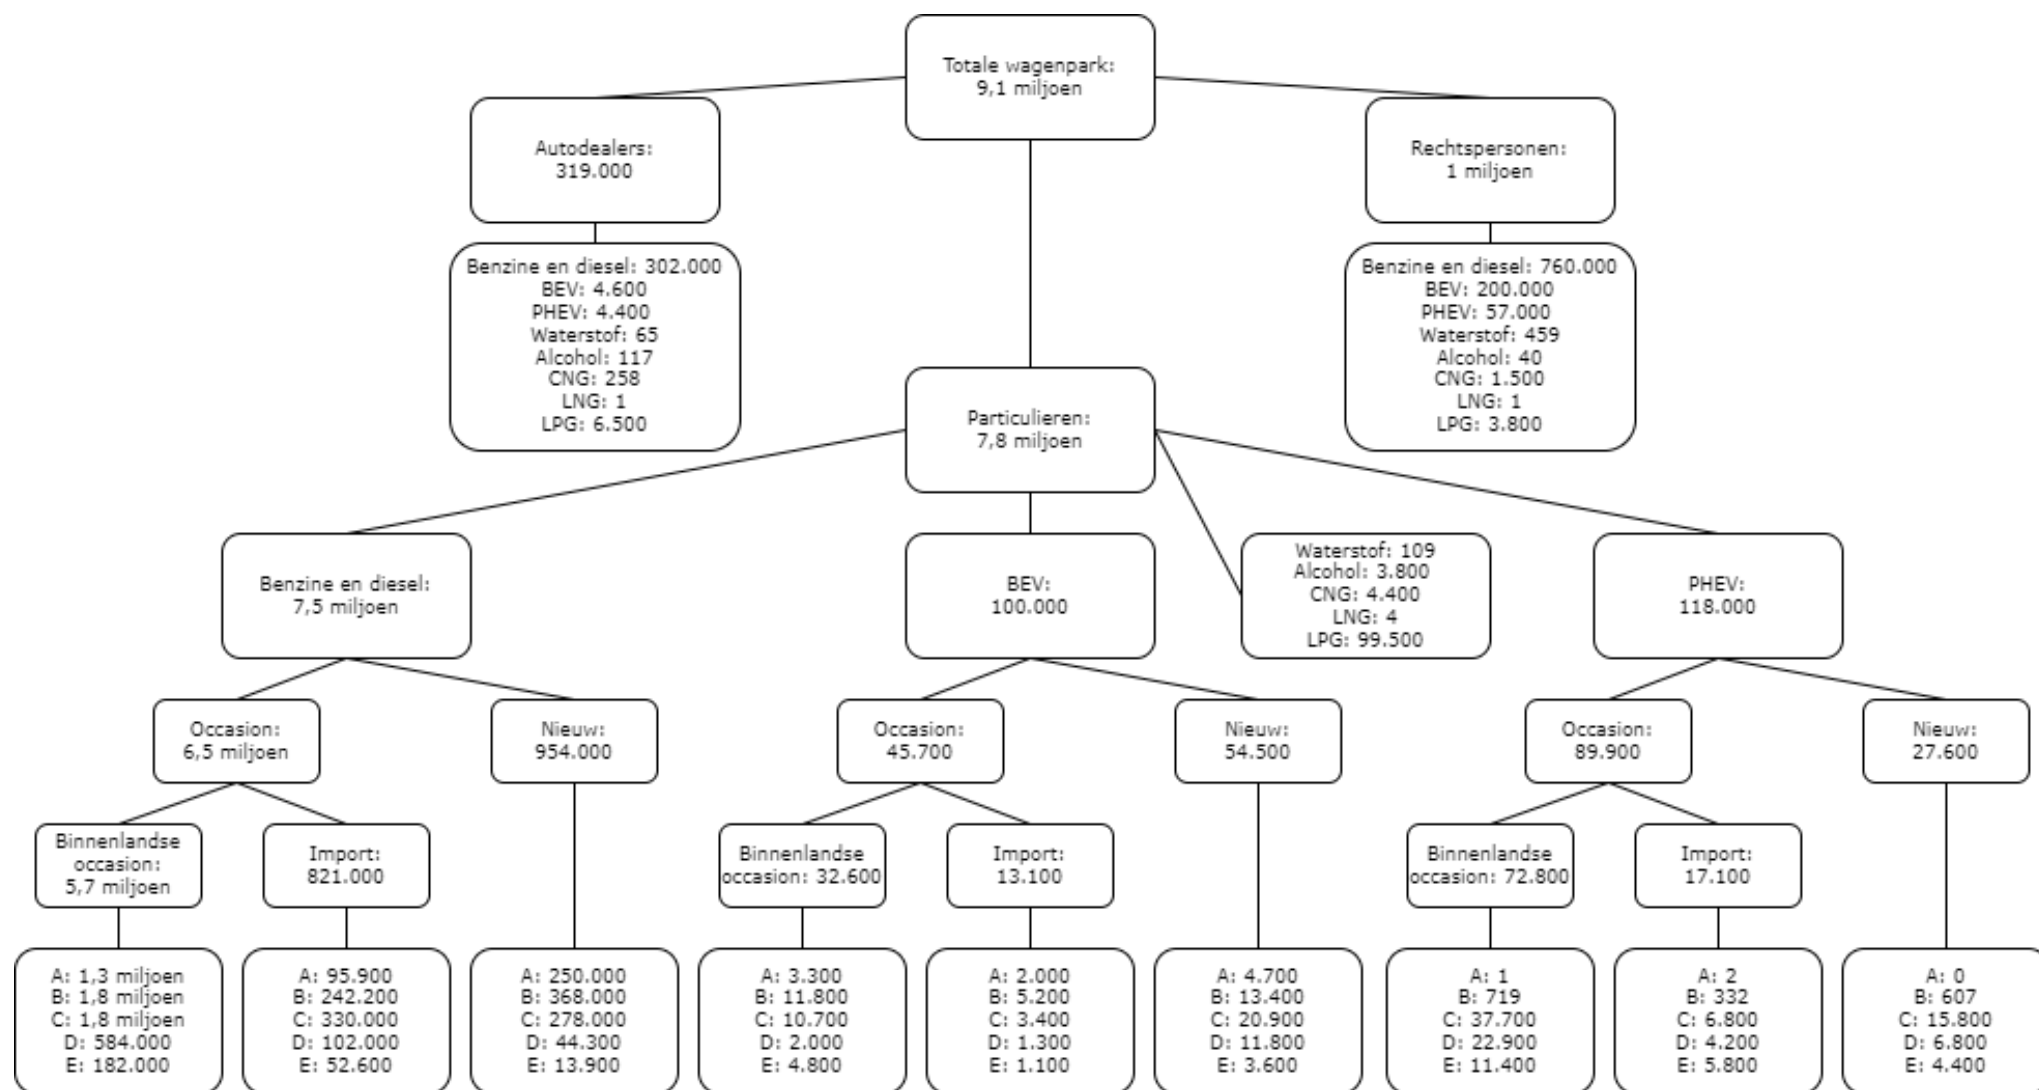 Totale wagenpark:
9,1 miljoen
Autodealers:
319.000
Rechtspersonen:
1 miljoen
Benzine en diesel: 302.000
BEV: 4.600
PHEV: 4.400
Waterstof: 65
Alcohol: 117
CNG: 258
LNG: 1
LPG: 6.500
Benzine en diesel: 760.000
BEV: 200.000
PHEV: 57.000
Waterstof: 459
Alcohol: 40
CNG: 1.500
LNG: 1
LPG: 3.800
Particulieren:
7,8 miljoen
Benzine en diesel:
7,5 miljoen
BEV:
100.000
Waterstof: 109
Alcohol: 3.800
CNG: 4.400
LNG: 4
LPG: 99.500
PHEV:
118.000
Occasion:
6,5 miljoen
Nieuw:
954.000
Occasion:
45.700
Nieuw:
54.500
Occasion:
89.900
Nieuw:
27.600
Binnenlandse
occasion:
5,7 miljoen
Import:
821.000
Binnenlandse
occasion: 32.600
Import:
13.100
Binnenlandse
occasion: 72.800
Import:
17.100
A: 1,3 miljoen
B: 1,8 miljoen
C: 1,8 miljoen
D: 584.000
E: 182.000
A: 95.900
B: 242.200
C: 330.000
D: 102.000
E: 52.600
A: 250.000
B: 368.000
C: 278.000
D: 44.300
E: 13.900
A: 3.300
B: 11.800
C: 10.700
D: 2.000
E: 4.800
A: 2.000
B: 5.200
C: 3.400
D: 1.300
E: 1.100
A: 4.700
B: 13.400
C: 20.900
D: 11.800
E: 3.600
A: 1
B: 719
C: 37.700
D: 22.900
E: 11.400
A: 2
B: 332
C: 6.800
D: 4.200
E: 5.800
A: 0
B: 607
C: 15.800
D: 6.800
E: 4.400